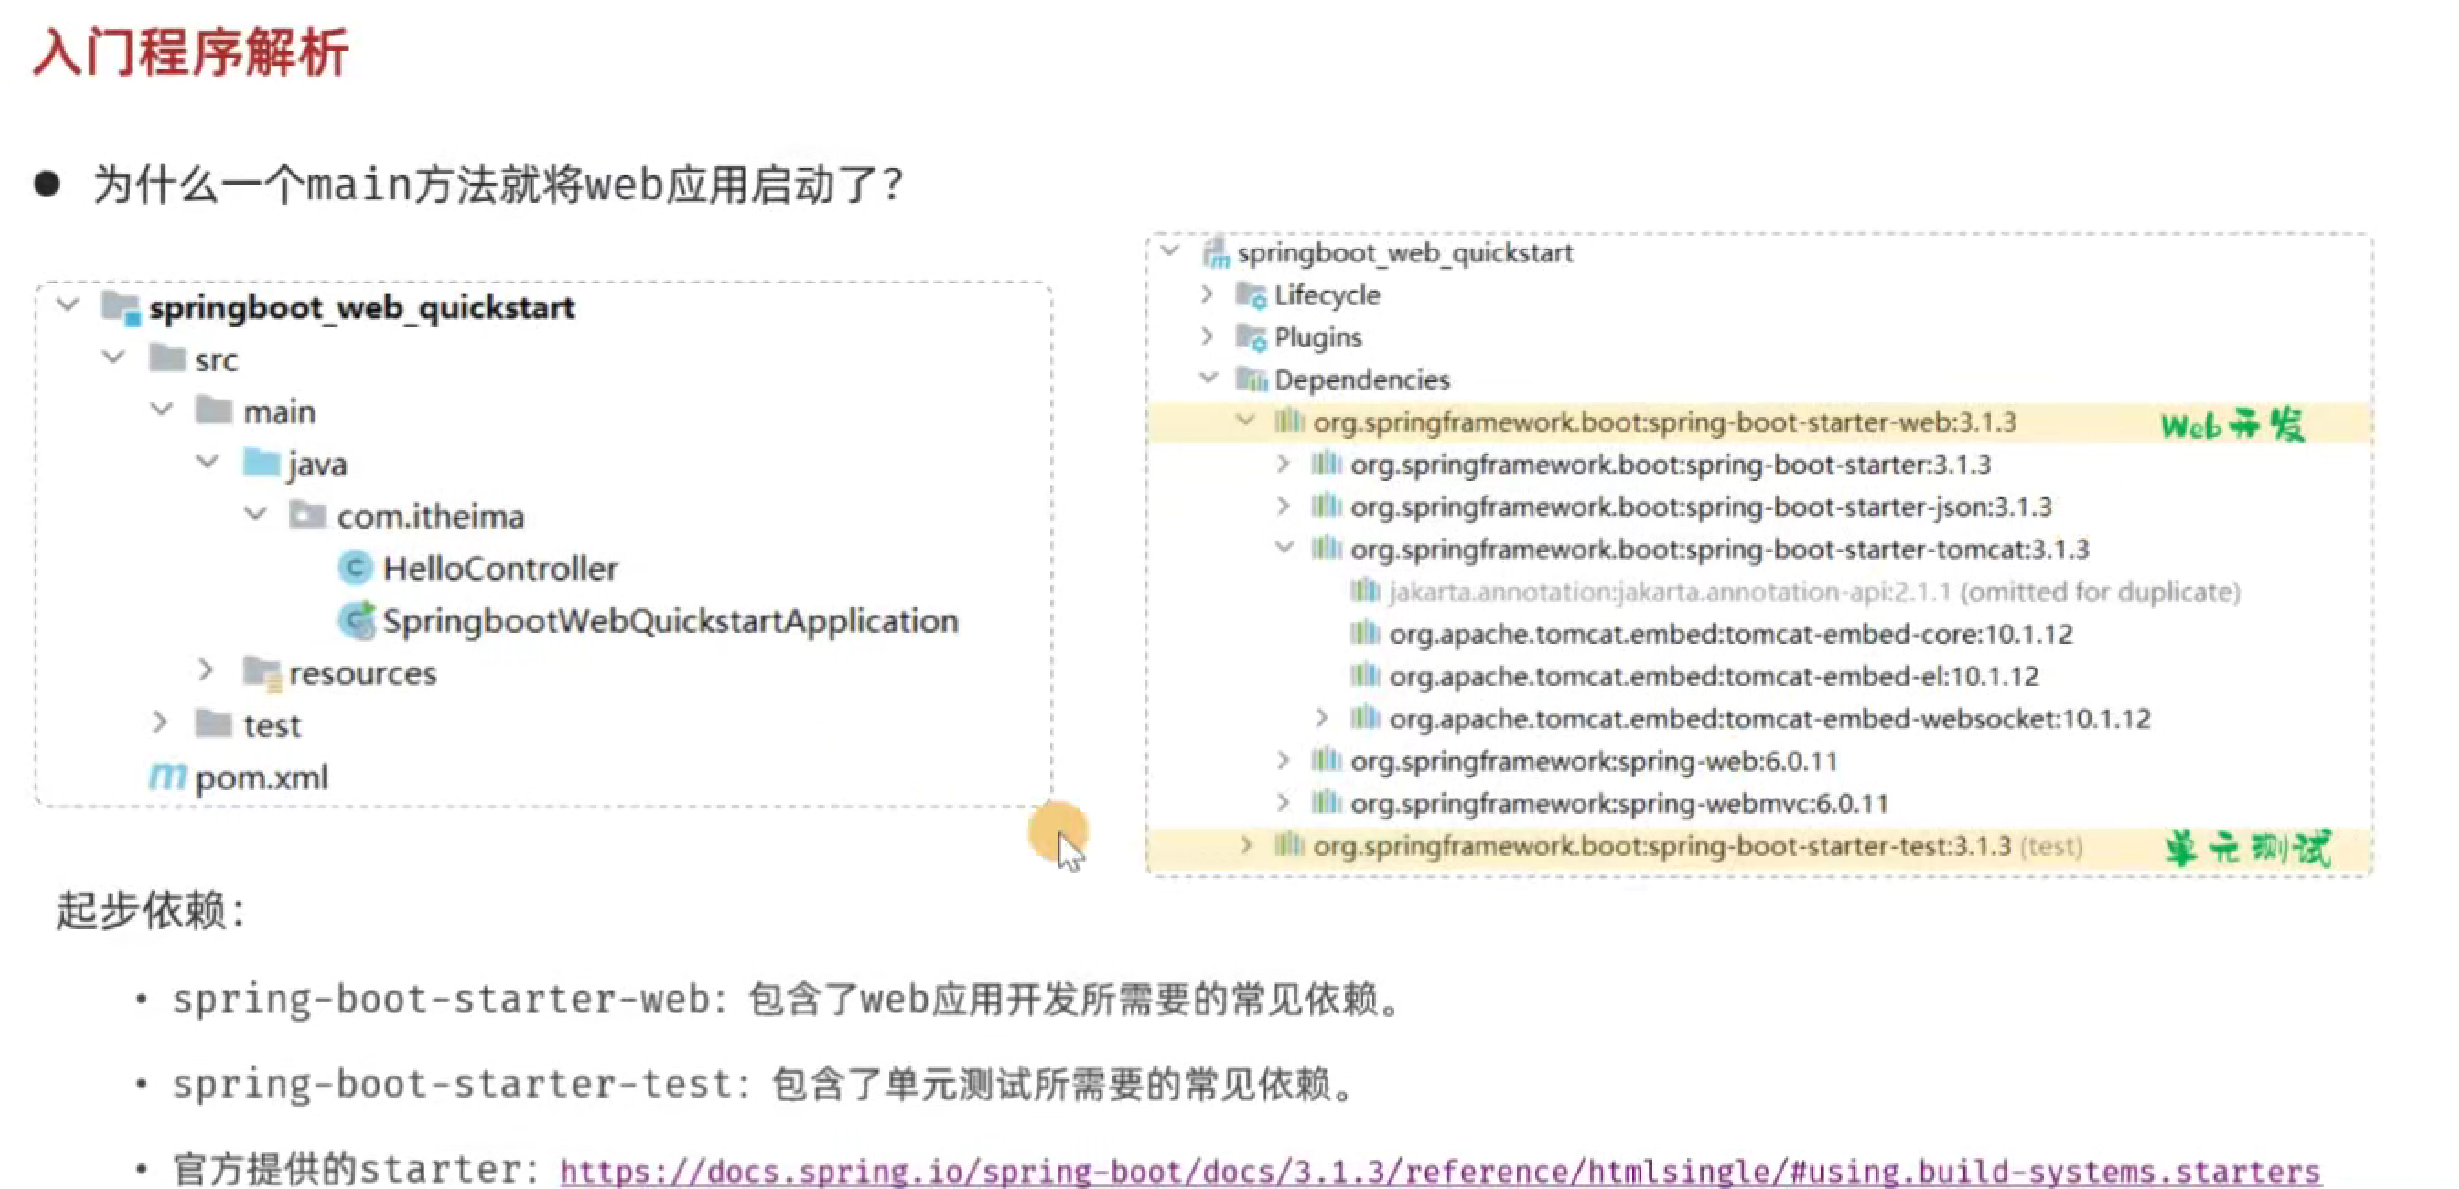 入门程序解析
为什么一个main方法就将web应用启动了？
springboot_web_quickstart
src
main
java
com.itheima
HelloController
SpringbootWebQuickstartApplication
resources
test
pom.xml
springboot_web_quickstart
Lifecycle
Plugins
Dependencies
org.springframework.boot:spring-boot-starter-web:3.1.3 Web开发
org.springframework.boot:spring-boot-starter:3.1.3
org.springframework.boot:spring-boot-starter-json:3.1.3
org.springframework.boot:spring-boot-starter-tomcat:3.1.3
jakarta.annotation:jakarta.annotation-api:2.1.1 (omitted for duplicate)
org.apache.tomcat.embed:tomcat-embed-core:10.1.12
org.apache.tomcat.embed:tomcat-embed-el:10.1.12
org.apache.tomcat.embed:tomcat-embed-websocket:10.1.12
org.springframework:spring-web:6.0.11
org.springframework:spring-webmvc:6.0.11
org.springframework.boot:spring-boot-starter-test:3.1.3 (test) 单元测试
起步依赖：
• spring-boot-starter-web：包含了web应用开发所需要的常见依赖。
• spring-boot-starter-test：包含了单元测试所需要的常见依赖。
• 官方提供的starter：https://docs.spring.io/spring-boot/docs/3.1.3/reference/htmlsingle/#using.build-systems.starters